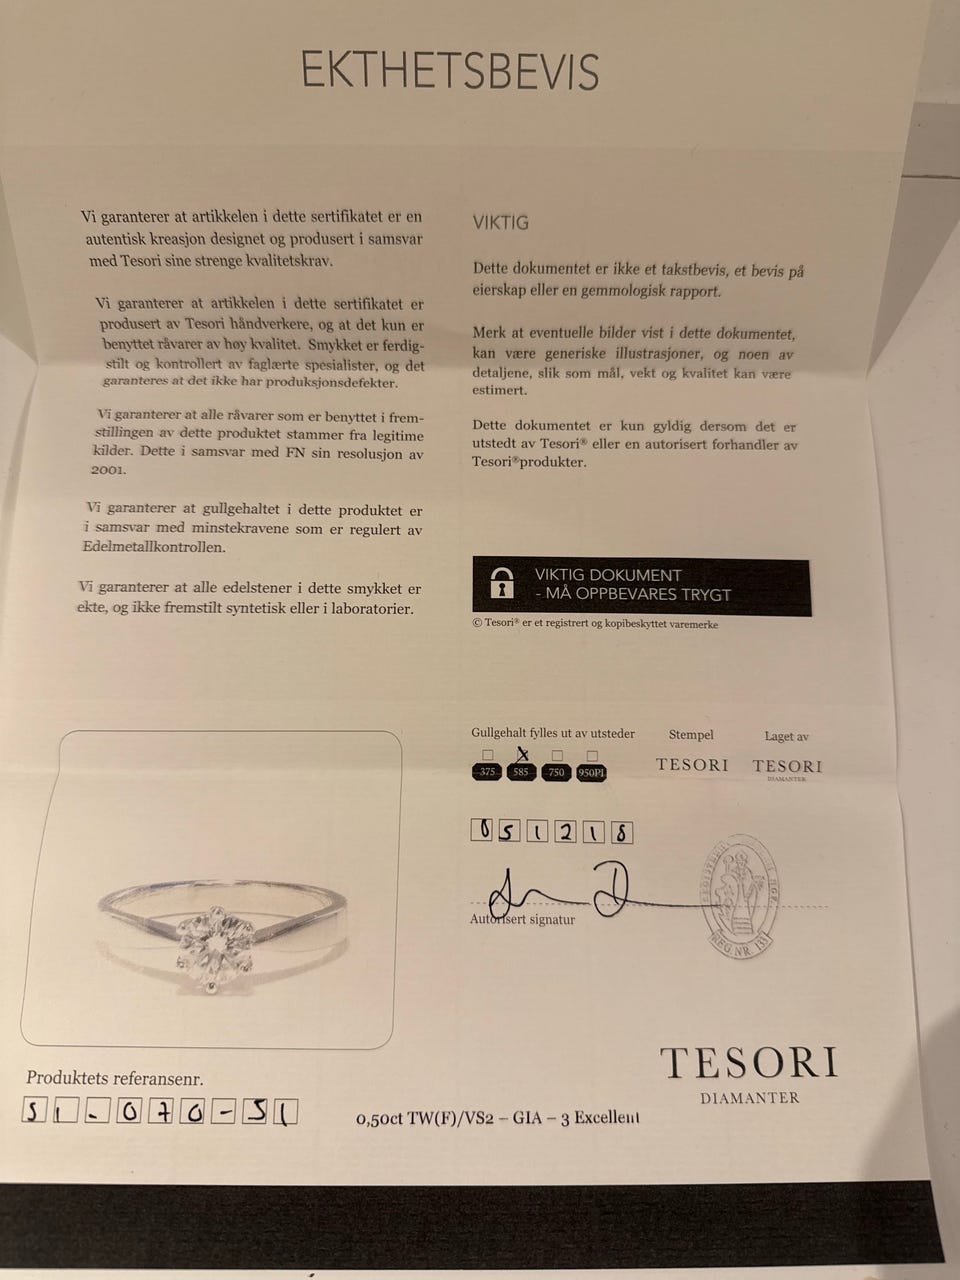 EKTHETSBEVIS
Vi garanterer at artikkelen i dette sertifikatet er en
autentisk kreasjon designet og produsert i samsvar
med Tesori sine strenge kvalitetskrav.
Vi garanterer at artikkelen i dette sertifikatet er
produsert av Tesori håndverkere, og at det kun er
benyttet råvarer av høy kvalitet. Smykket er ferdig-
stilt og kontrollert av faglærte spesialister, og det
garanteres at det ikke har produksjonsdefekter.
Vi garanterer at alle råvarer som er benyttet i frem-
stillingen av dette produktet stammer fra legitime
kilder. Dette i samsvar med FN sin resolusjon av
2001.
Vi garanterer at gullgehaltet i dette produktet er
i samsvar med minstekravene som er regulert av
Edelmetallkontrollen.
Vi garanterer at alle edelstener i dette smykket er
ekte, og ikke fremstilt syntetisk eller i laboratorier.
VIKTIG
Dette dokumentet er ikke et takstbevis, et bevis på
eierskap eller en gemmologisk rapport.
Merk at eventuelle bilder vist i dette dokumentet,
kan være generiske illustrasjoner, og noen av
detaljene, slik som mål, vekt og kvalitet kan være
estimert.
Dette dokumentet er kun gyldig dersom det er
utstedt av Tesori® eller en autorisert forhandler av
Tesori®produkter.
VIKTIG DOKUMENT
- MÅ OPPBEVARES TRYGT
© Tesori® er et registrert og kopibeskyttet varemerke
Gullgehalt fylles ut av utsteder
375 585 750 950Pl
Stempel
TESORI
Laget av
TESORI
DIAMANTER
051218
Autorisert signatur
REG.NR. 133
Produktets referansenr.
51-070-51
0,50ct TW(F)/VS2 – GIA – 3 Excellent
TESORI
DIAMANTER